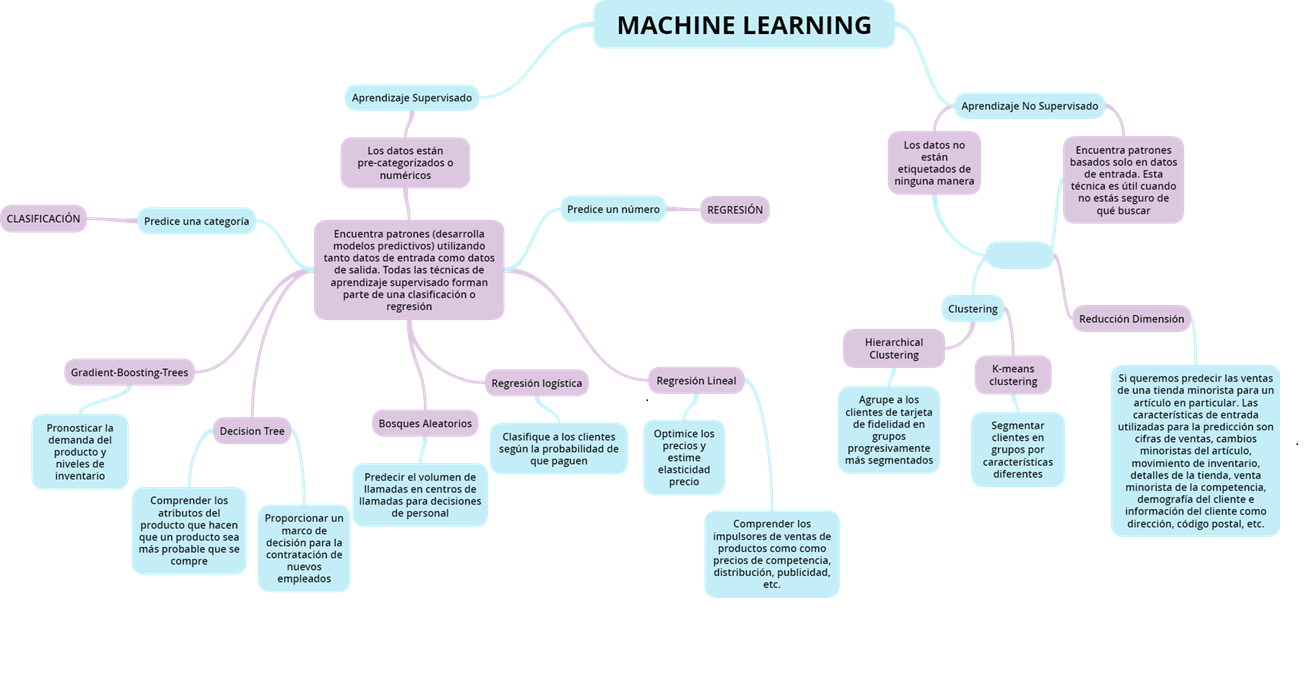 MACHINE LEARNING
Aprendizaje Supervisado
Los datos están
pre-categorizados o
numéricos
Encuentra patrones (desarrolla
modelos predictivos) utilizando
tanto datos de entrada como datos
de salida. Todas las técnicas de
aprendizaje supervisado forman
parte de una clasificación o
regresión
Predice una categoría
CLASIFICACIÓN
Predice un número
REGRESIÓN
Gradient-Boosting-Trees
Pronosticar la
demanda del
producto y
niveles de
inventario
Decision Tree
Comprender los
atributos del
producto que hacen
que un producto sea
más probable que se
compre
Proporcionar un
marco de
decisión para la
contratación de
nuevos
empleados
Bosques Aleatorios
Predecir el volumen de
llamadas en centros de
llamadas para decisiones
de personal
Regresión logística
Clasifique a los clientes
según la probabilidad de
que paguen
Regresión Lineal
Optimice los
precios y
estime
elasticidad
precio
Comprender los
impulsores de ventas de
productos como como
precios de competencia,
distribución, publicidad,
etc.
Aprendizaje No Supervisado
Los datos no
están
etiquetados de
ninguna manera
Encuentra patrones
basados solo en datos
de entrada. Esta
técnica es útil cuando
no estás seguro de
qué buscar
Clustering
Hierarchical
Clustering
Agrupe a los
clientes de tarjeta
de fidelidad en
grupos
progresivamente
más segmentados
K-means
clustering
Segmentar
clientes en
grupos por
características
diferentes
Reducción Dimensión
Si queremos predecir las ventas
de una tienda minorista para un
artículo en particular. Las
características de entrada
utilizadas para la predicción son
cifras de ventas, cambios
minoristas del artículo,
movimiento de inventario,
detalles de la tienda, venta
minorista de la competencia,
demografía del cliente e
información del cliente como
dirección, código postal, etc.